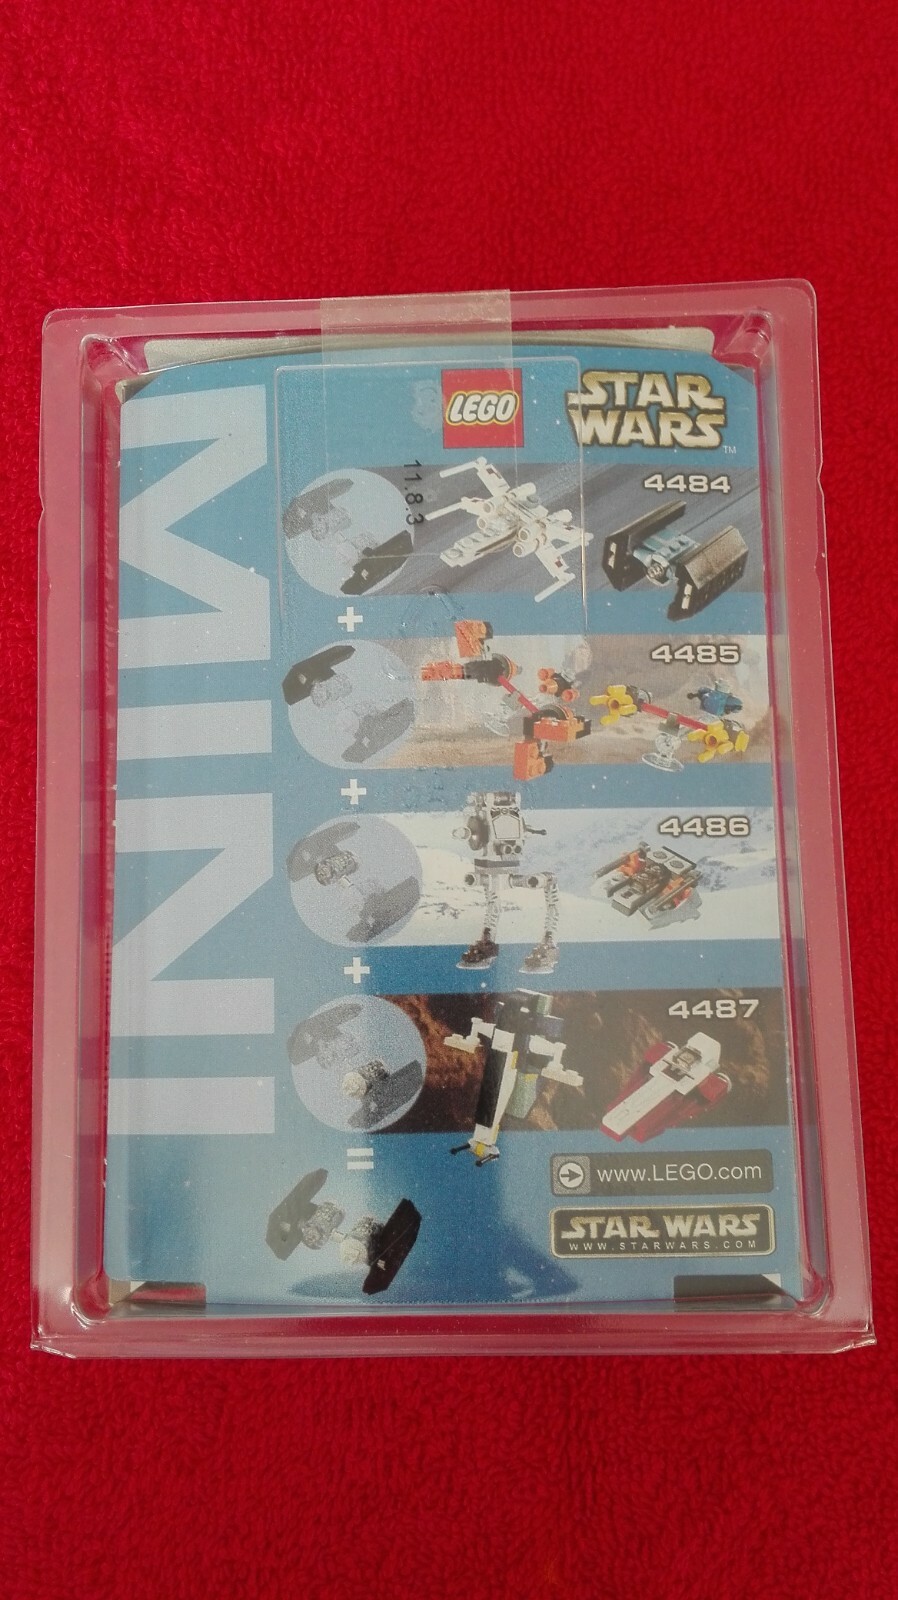 MINI
LEGO
STAR
WARS
TM
4484
11.8.3
+
4485
+
4486
+
4487
=
www.LEGO.com
STAR WARS
WWW.STARWARS.COM